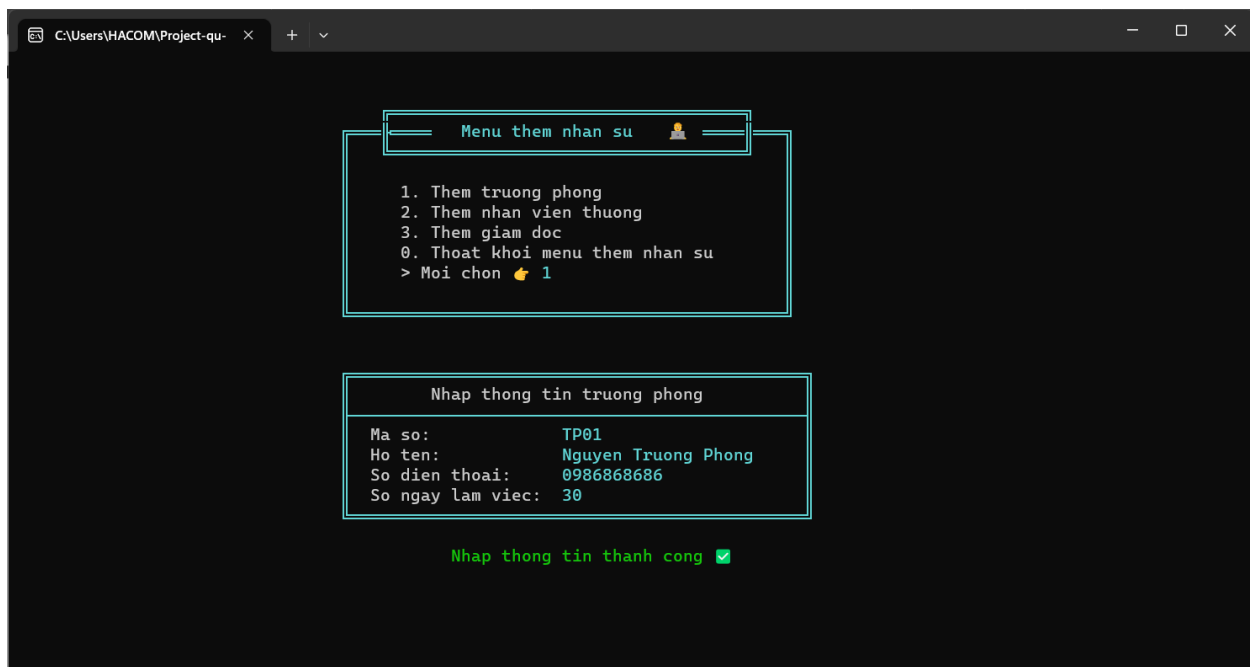 C:\Users\HACOM\Project-qu-
Menu them nhan su 🧑‍💻
1. Them truong phong
2. Them nhan vien thuong
3. Them giam doc
0. Thoat khoi menu them nhan su
> Moi chon 👉 1
Nhap thong tin truong phong
Ma so: TP01
Ho ten: Nguyen Truong Phong
So dien thoai: 0986868686
So ngay lam viec: 30
Nhap thong tin thanh cong ✅